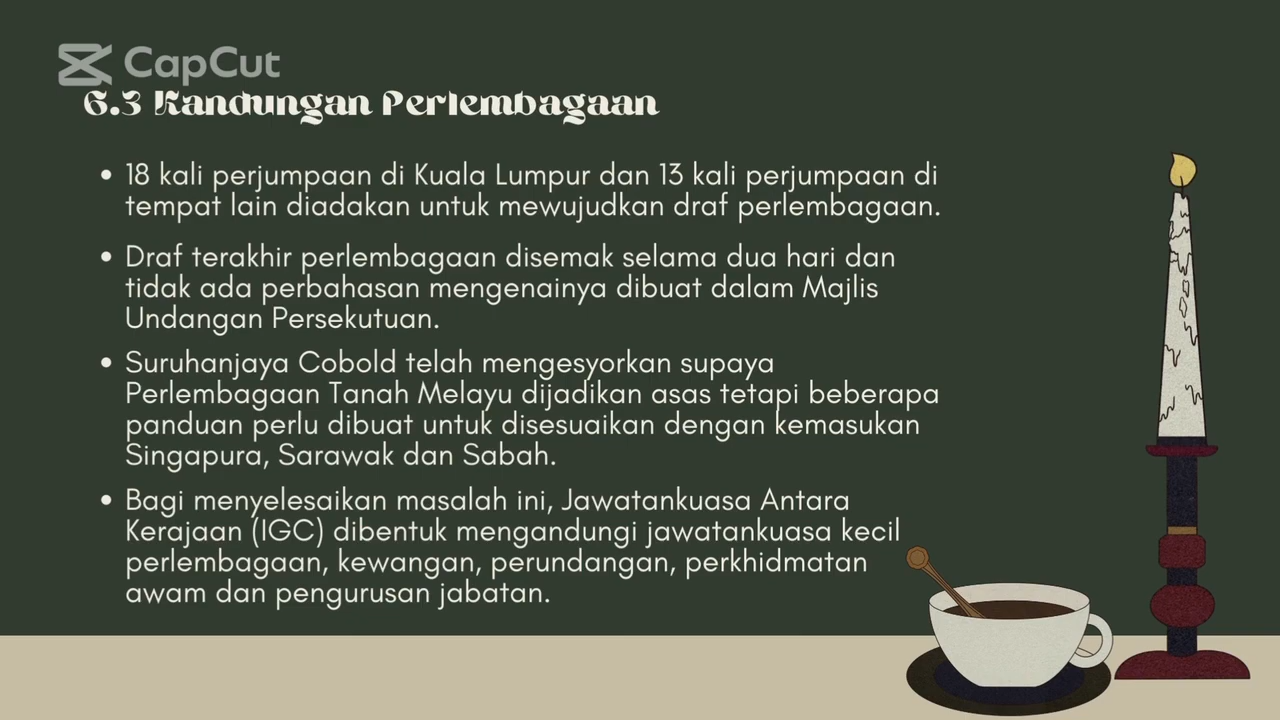 CapCut
6.3 Kandungan Perlembagaan
• 18 kali perjumpaan di Kuala Lumpur dan 13 kali perjumpaan di
tempat lain diadakan untuk mewujudkan draf perlembagaan.
• Draf terakhir perlembagaan disemak selama dua hari dan
tidak ada perbahasan mengenainya dibuat dalam Majlis
Undangan Persekutuan.
• Suruhanjaya Cobold telah mengesyorkan supaya
Perlembagaan Tanah Melayu dijadikan asas tetapi beberapa
panduan perlu dibuat untuk disesuaikan dengan kemasukan
Singapura, Sarawak dan Sabah.
• Bagi menyelesaikan masalah ini, Jawatankuasa Antara
Kerajaan (IGC) dibentuk mengandungi jawatankuasa kecil
perlembagaan, kewangan, perundangan, perkhidmatan
awam dan pengurusan jabatan.